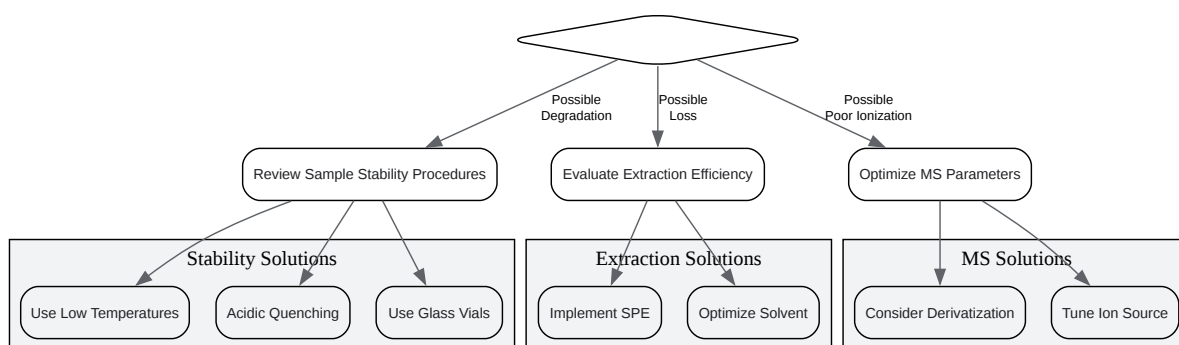 Possible
Degradation
Possible
Loss
Possible
Poor Ionization
Review Sample Stability Procedures
Evaluate Extraction Efficiency
Optimize MS Parameters
Stability Solutions
Extraction Solutions
MS Solutions
Use Low Temperatures
Acidic Quenching
Use Glass Vials
Implement SPE
Optimize Solvent
Consider Derivatization
Tune Ion Source